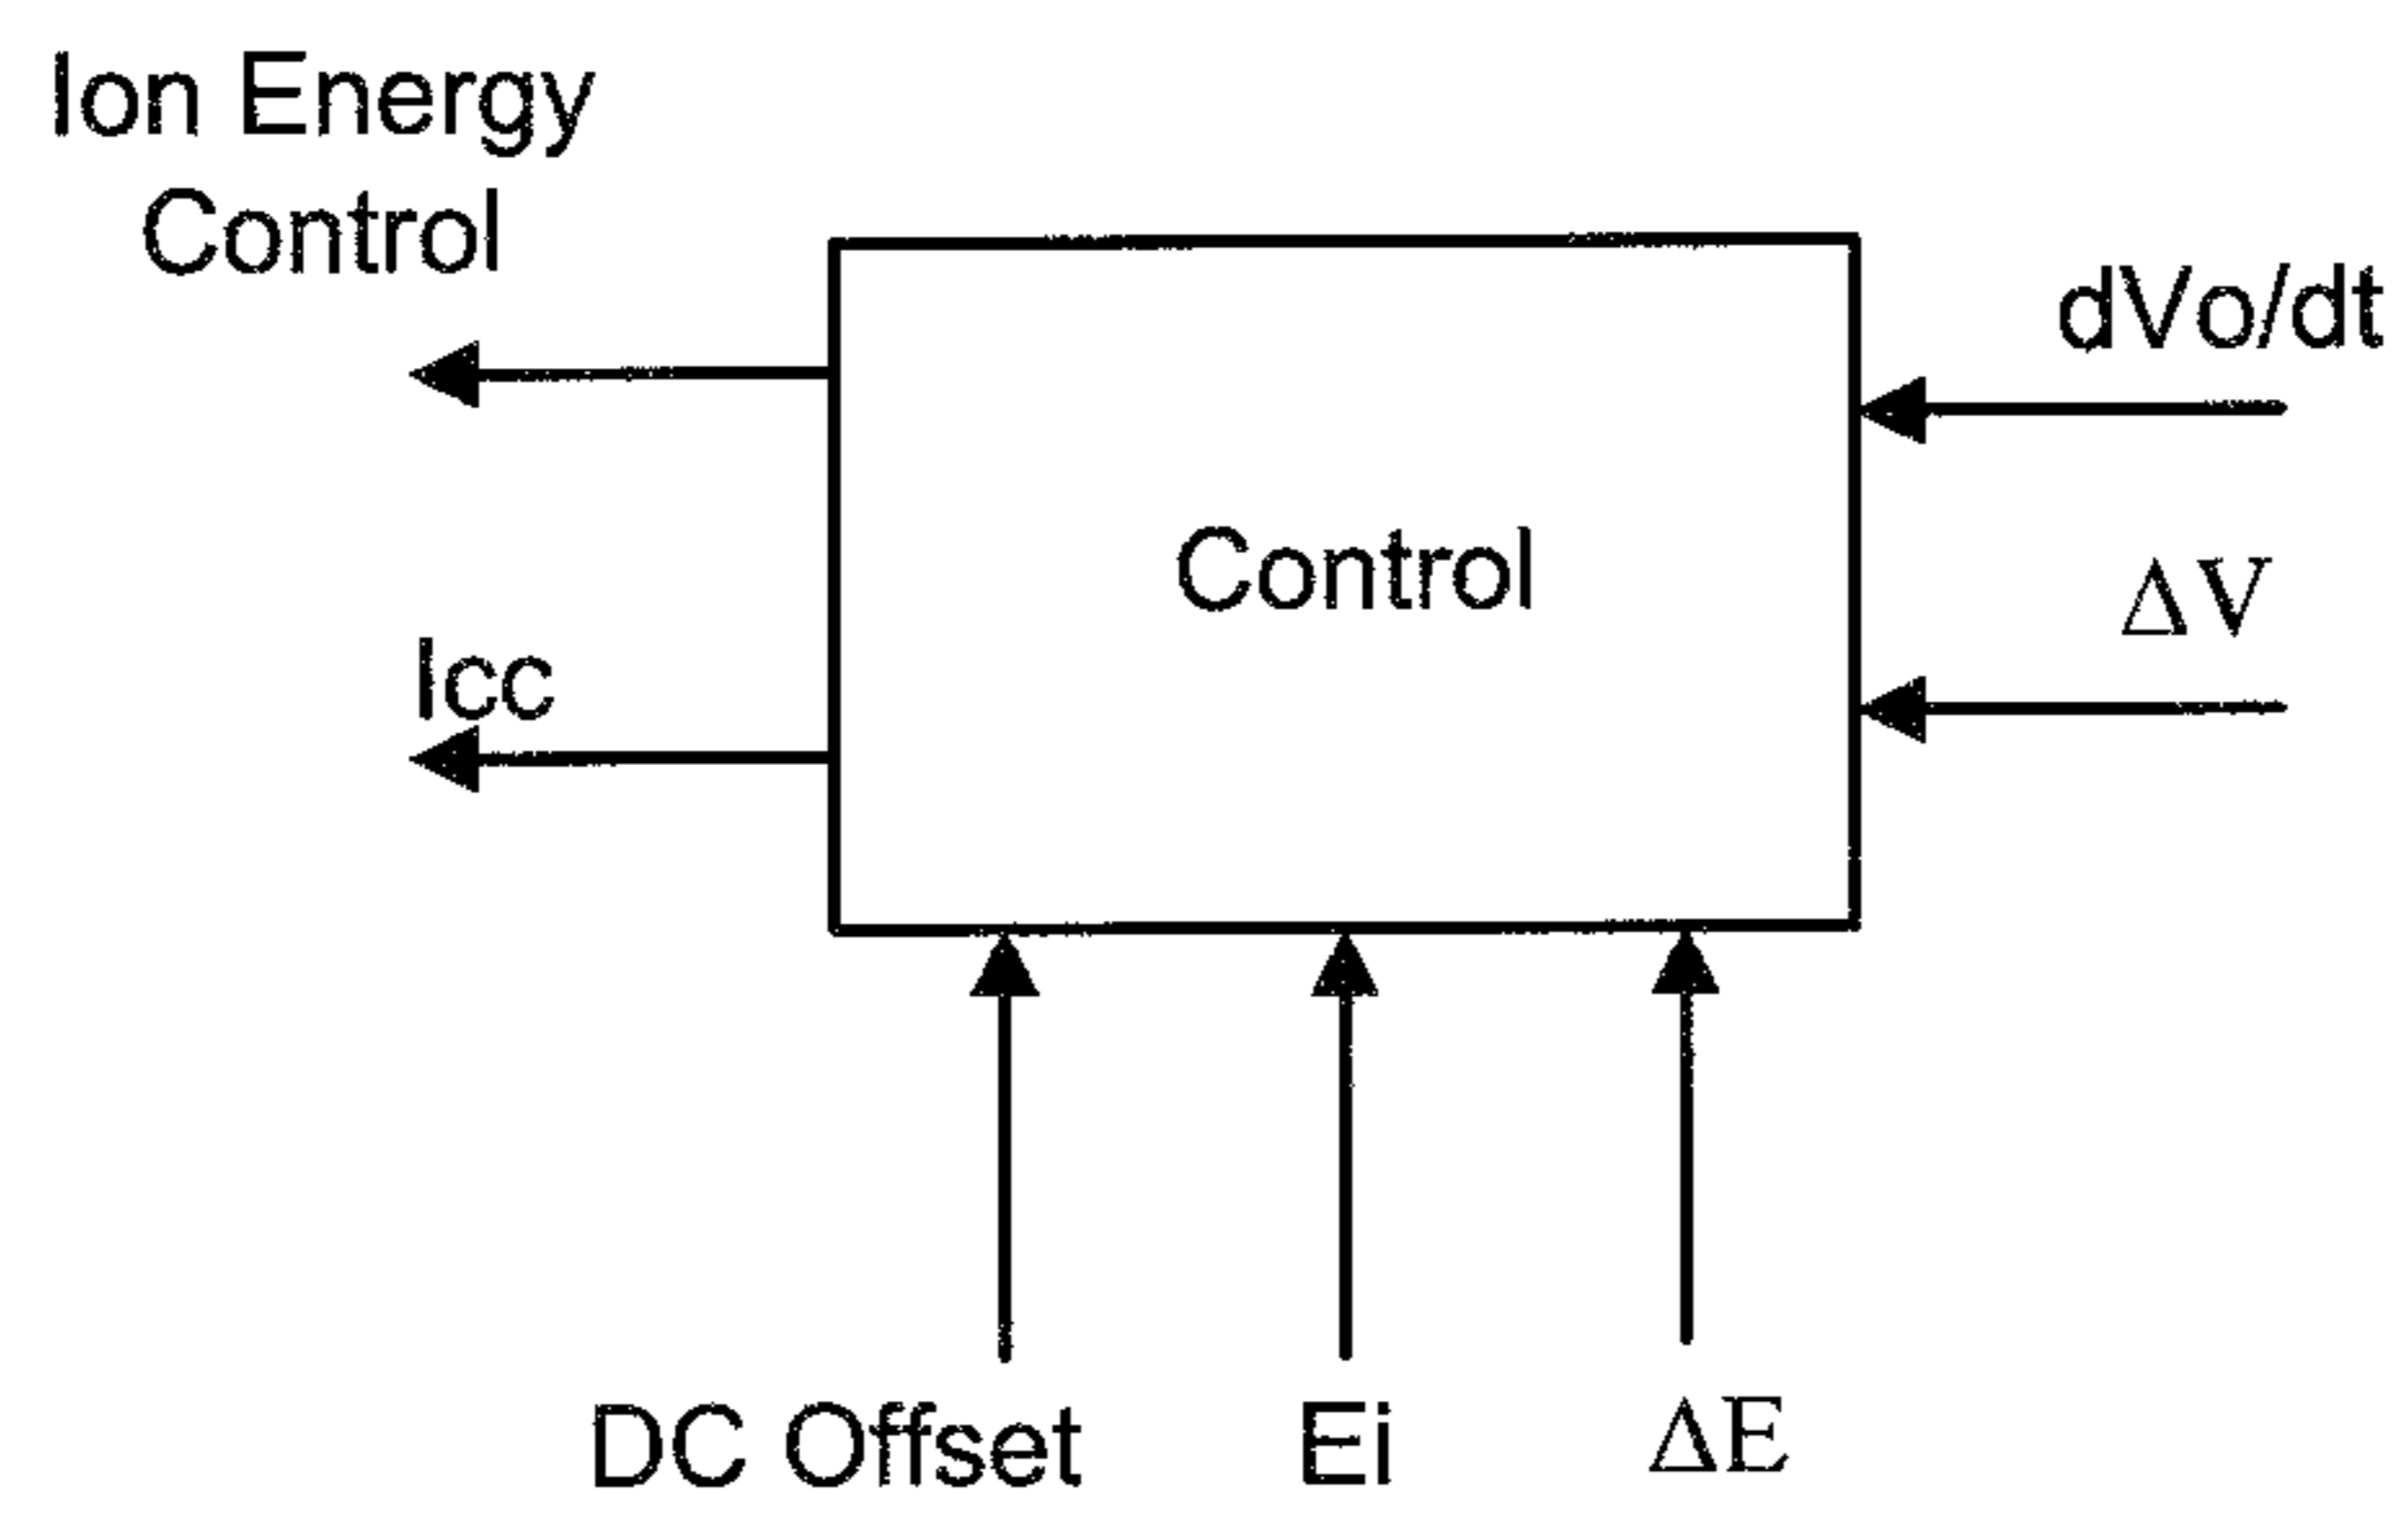 Ion Energy
Control
dVo/dt
Control
ΔV
Icc
DC Offset
Ei
ΔE